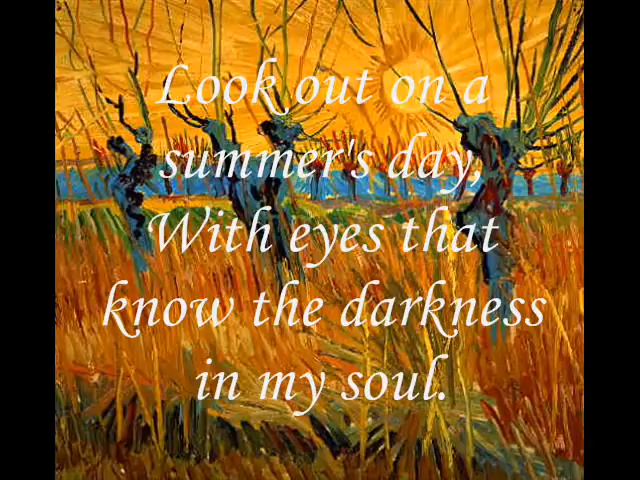 Look out on a
summer's day,
With eyes that
know the darkness
in my soul.